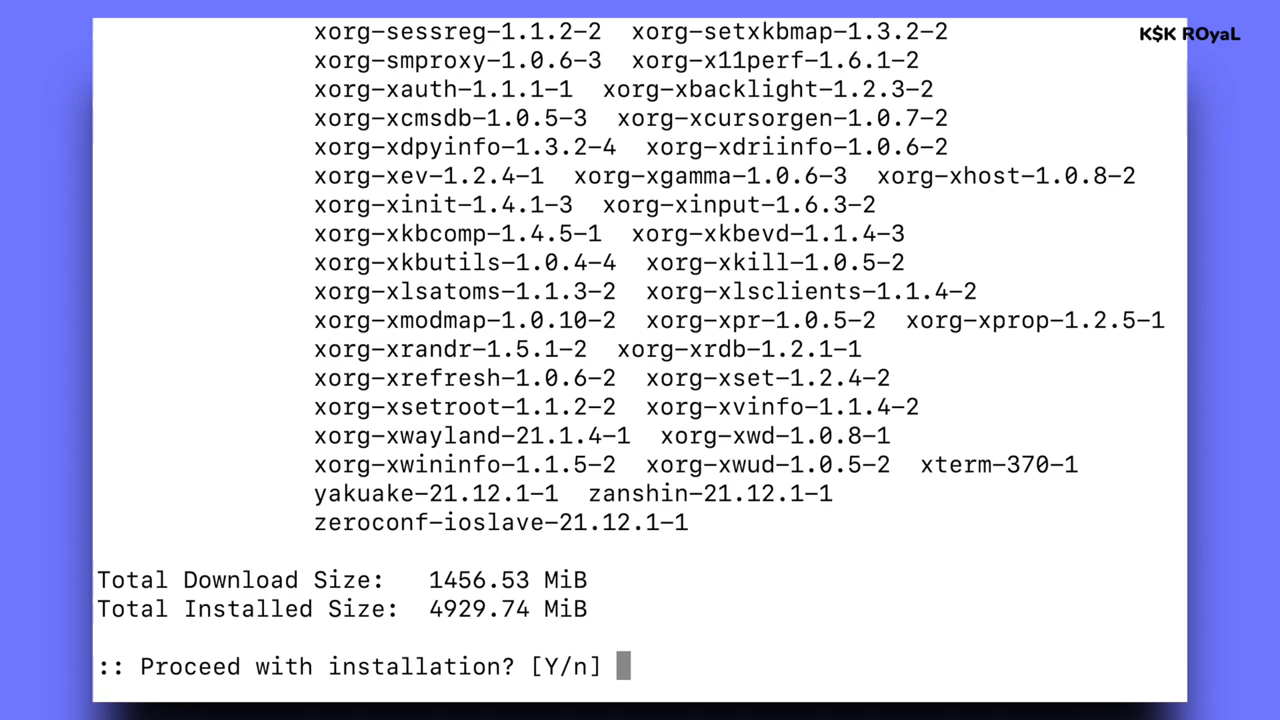 K$K ROyaL
xorg-sessreg-1.1.2-2  xorg-setxkbmap-1.3.2-2
xorg-smproxy-1.0.6-3  xorg-x11perf-1.6.1-2
xorg-xauth-1.1.1-1  xorg-xbacklight-1.2.3-2
xorg-xcmsdb-1.0.5-3  xorg-xcursorgen-1.0.7-2
xorg-xdpyinfo-1.3.2-4  xorg-xdriinfo-1.0.6-2
xorg-xev-1.2.4-1  xorg-xgamma-1.0.6-3  xorg-xhost-1.0.8-2
xorg-xinit-1.4.1-3  xorg-xinput-1.6.3-2
xorg-xkbcomp-1.4.5-1  xorg-xkbevd-1.1.4-3
xorg-xkbutils-1.0.4-4  xorg-xkill-1.0.5-2
xorg-xlsatoms-1.1.3-2  xorg-xlsclients-1.1.4-2
xorg-xmodmap-1.0.10-2  xorg-xpr-1.0.5-2  xorg-xprop-1.2.5-1
xorg-xrandr-1.5.1-2  xorg-xrdb-1.2.1-1
xorg-xrefresh-1.0.6-2  xorg-xset-1.2.4-2
xorg-xsetroot-1.1.2-2  xorg-xvinfo-1.1.4-2
xorg-xwayland-21.1.4-1  xorg-xwd-1.0.8-1
xorg-xwininfo-1.1.5-2  xorg-xwud-1.0.5-2  xterm-370-1
yakuake-21.12.1-1  zanshin-21.12.1-1
zeroconf-ioslave-21.12.1-1
Total Download Size:   1456.53 MiB
Total Installed Size:  4929.74 MiB
:: Proceed with installation? [Y/n]